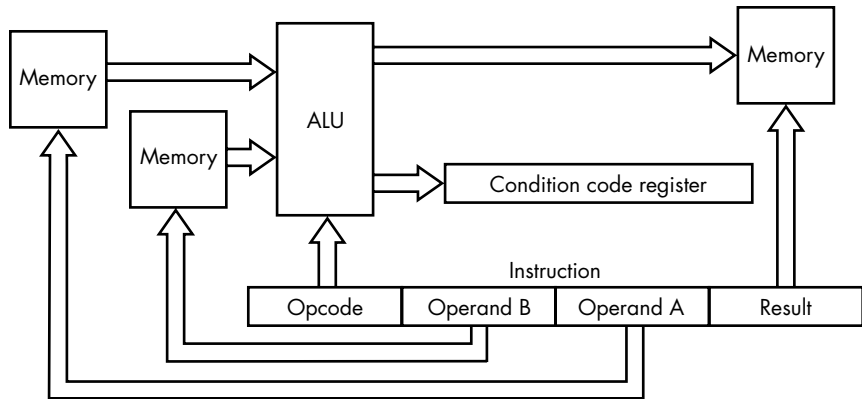 Memory
Memory
ALU
Memory
Condition code register
Instruction
Opcode
Operand B
Operand A
Result